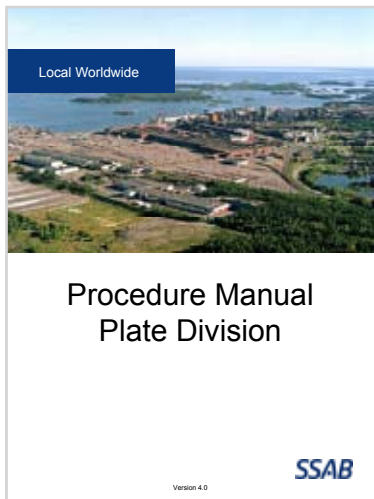 Local Worldwide
Procedure Manual
Plate Division
SSAB
Version 4.0